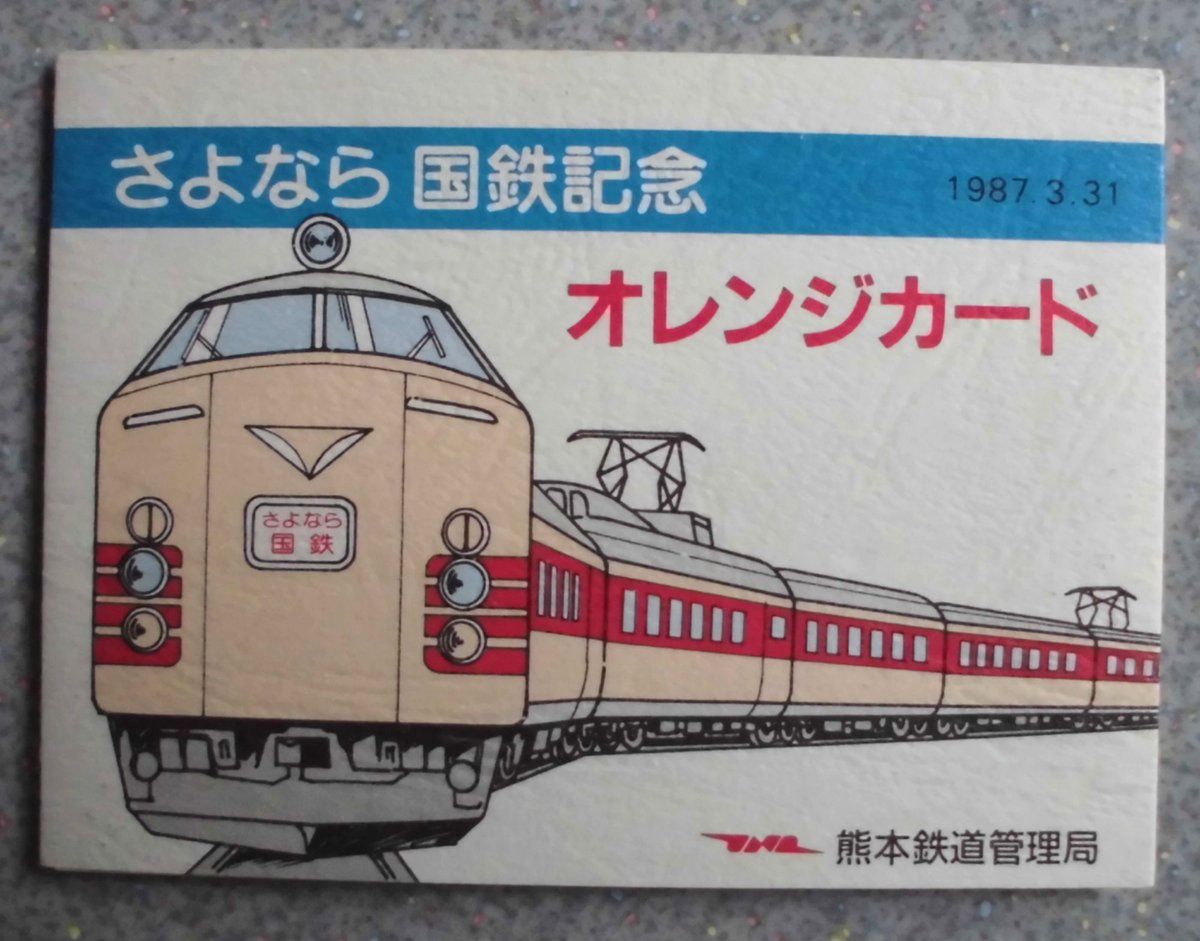 さよなら 国鉄記念
1987.3.31
オレンジカード
さよなら
国鉄
JNR 熊本鉄道管理局